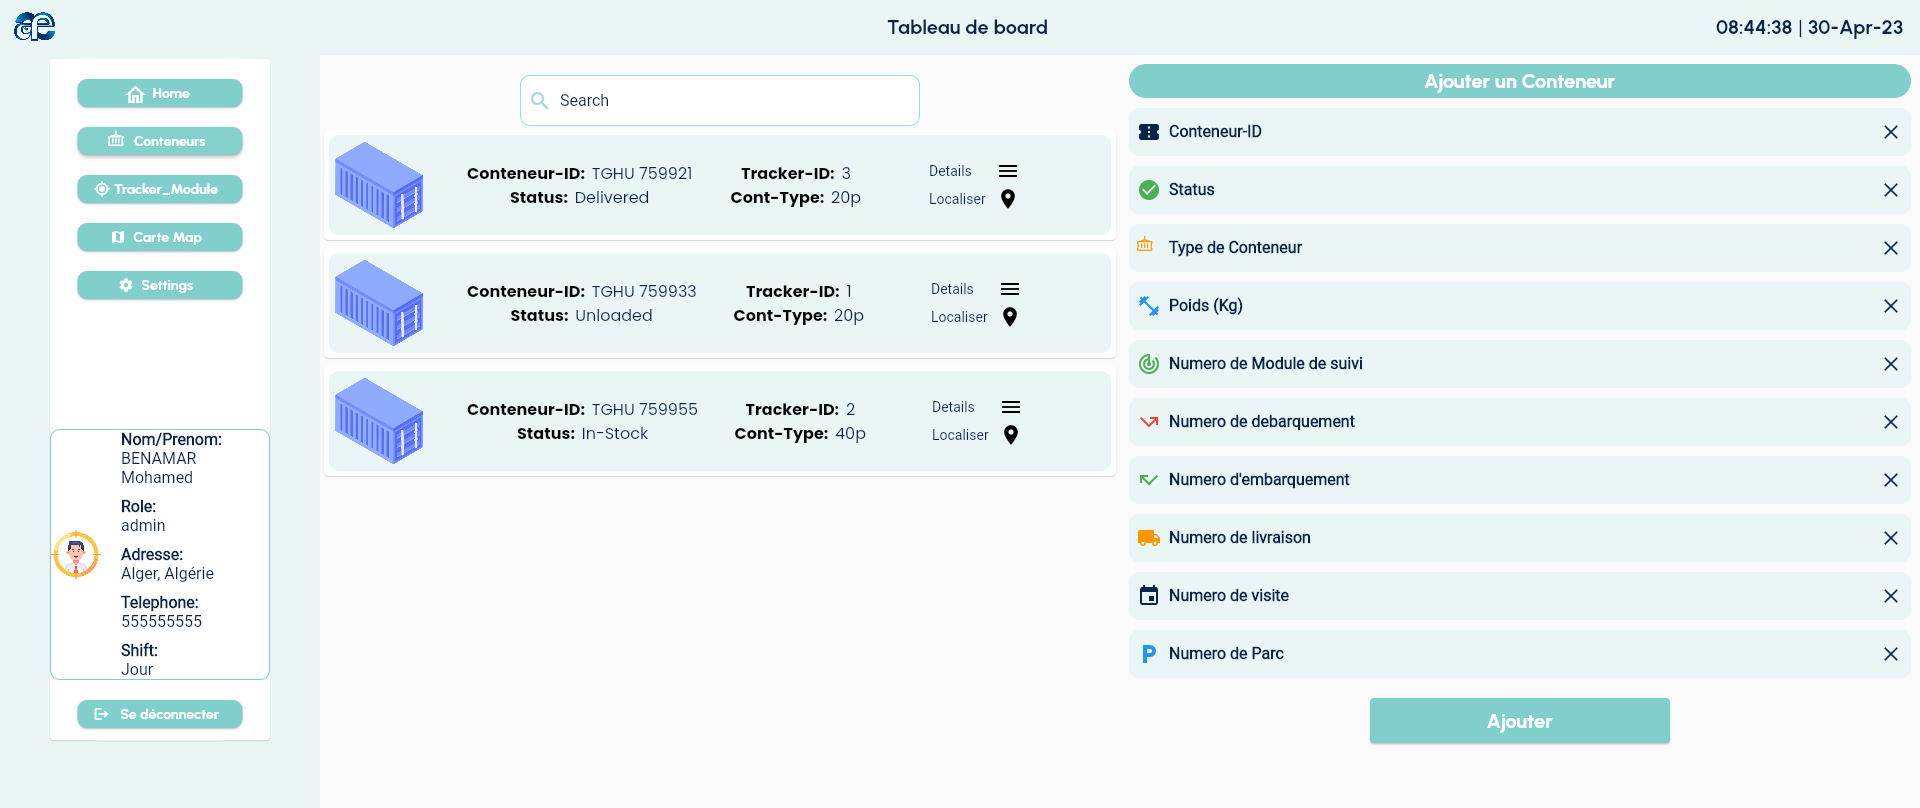 æ
Tableau de board
08:44:38 | 30-Apr-23
Home
Conteneurs
Tracker_Module
Carte Map
Settings
Nom/Prenom:
BENAMAR
Mohamed
Role:
admin
Adresse:
Alger, Algérie
Telephone:
555555555
Shift:
Jour
Se déconnecter
Search
Conteneur-ID: TGHU 759921
Status: Delivered
Tracker-ID: 3
Cont-Type: 20p
Details
Localiser
Conteneur-ID: TGHU 759933
Status: Unloaded
Tracker-ID: 1
Cont-Type: 20p
Details
Localiser
Conteneur-ID: TGHU 759955
Status: In-Stock
Tracker-ID: 2
Cont-Type: 40p
Details
Localiser
Ajouter un Conteneur
Conteneur-ID
Status
Type de Conteneur
Poids (Kg)
Numero de Module de suivi
Numero de debarquement
Numero d'embarquement
Numero de livraison
Numero de visite
P Numero de Parc
Ajouter